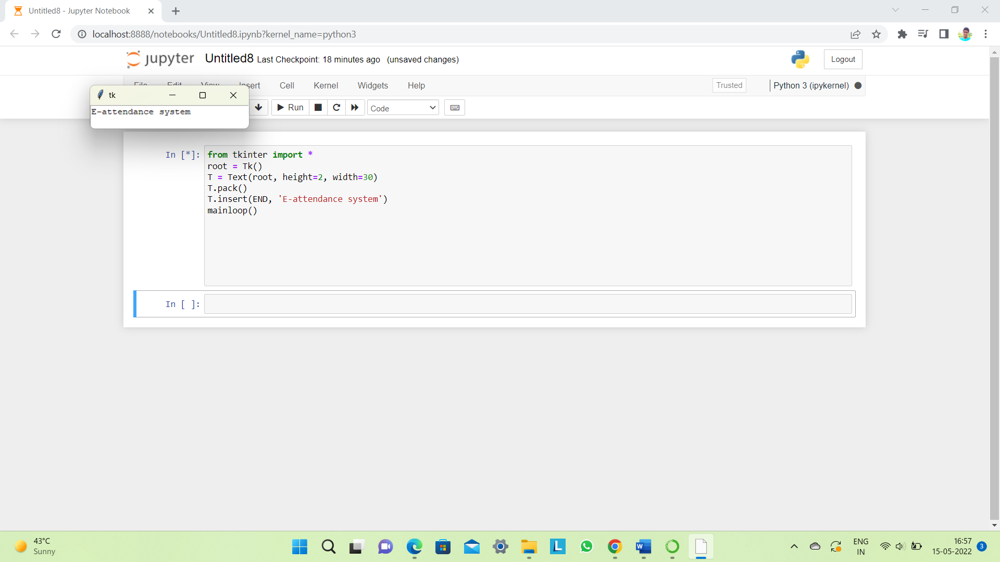 Untitled8 - Jupyter Notebook
localhost:8888/notebooks/Untitled8.ipynb?kernel_name=python3
jupyter Untitled8 Last Checkpoint: 18 minutes ago (unsaved changes)
Logout
File Edit View Insert Cell Kernel Widgets Help
Trusted
Python 3 (ipykernel)
tk
E-attendance system
Run
Code
In [*]:
from tkinter import *
root = Tk()
T = Text(root, height=2, width=30)
T.pack()
T.insert(END, 'E-attendance system')
mainloop()
In [ ]:
43°C
Sunny
L
W
ENG
IN
16:57
15-05-2022
3